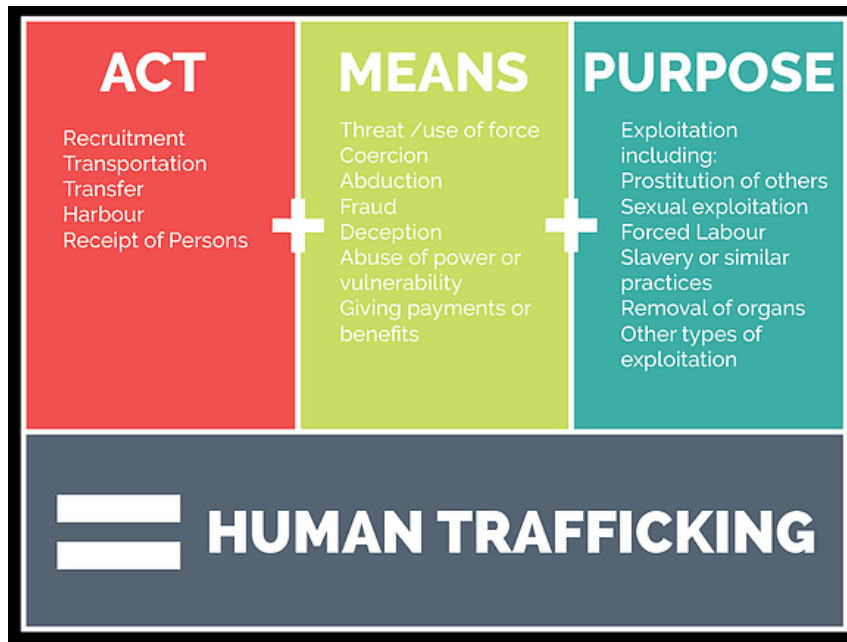 ACT
Recruitment
Transportation
Transfer
Harbour
Receipt of Persons
+
MEANS
Threat /use of force
Coercion
Abduction
Fraud
Deception
Abuse of power or
vulnerability
Giving payments or
benefits
+
PURPOSE
Exploitation
including:
Prostitution of others
Sexual exploitation
Forced Labour
Slavery or similar
practices
Removal of organs
Other types of
exploitation
= HUMAN TRAFFICKING